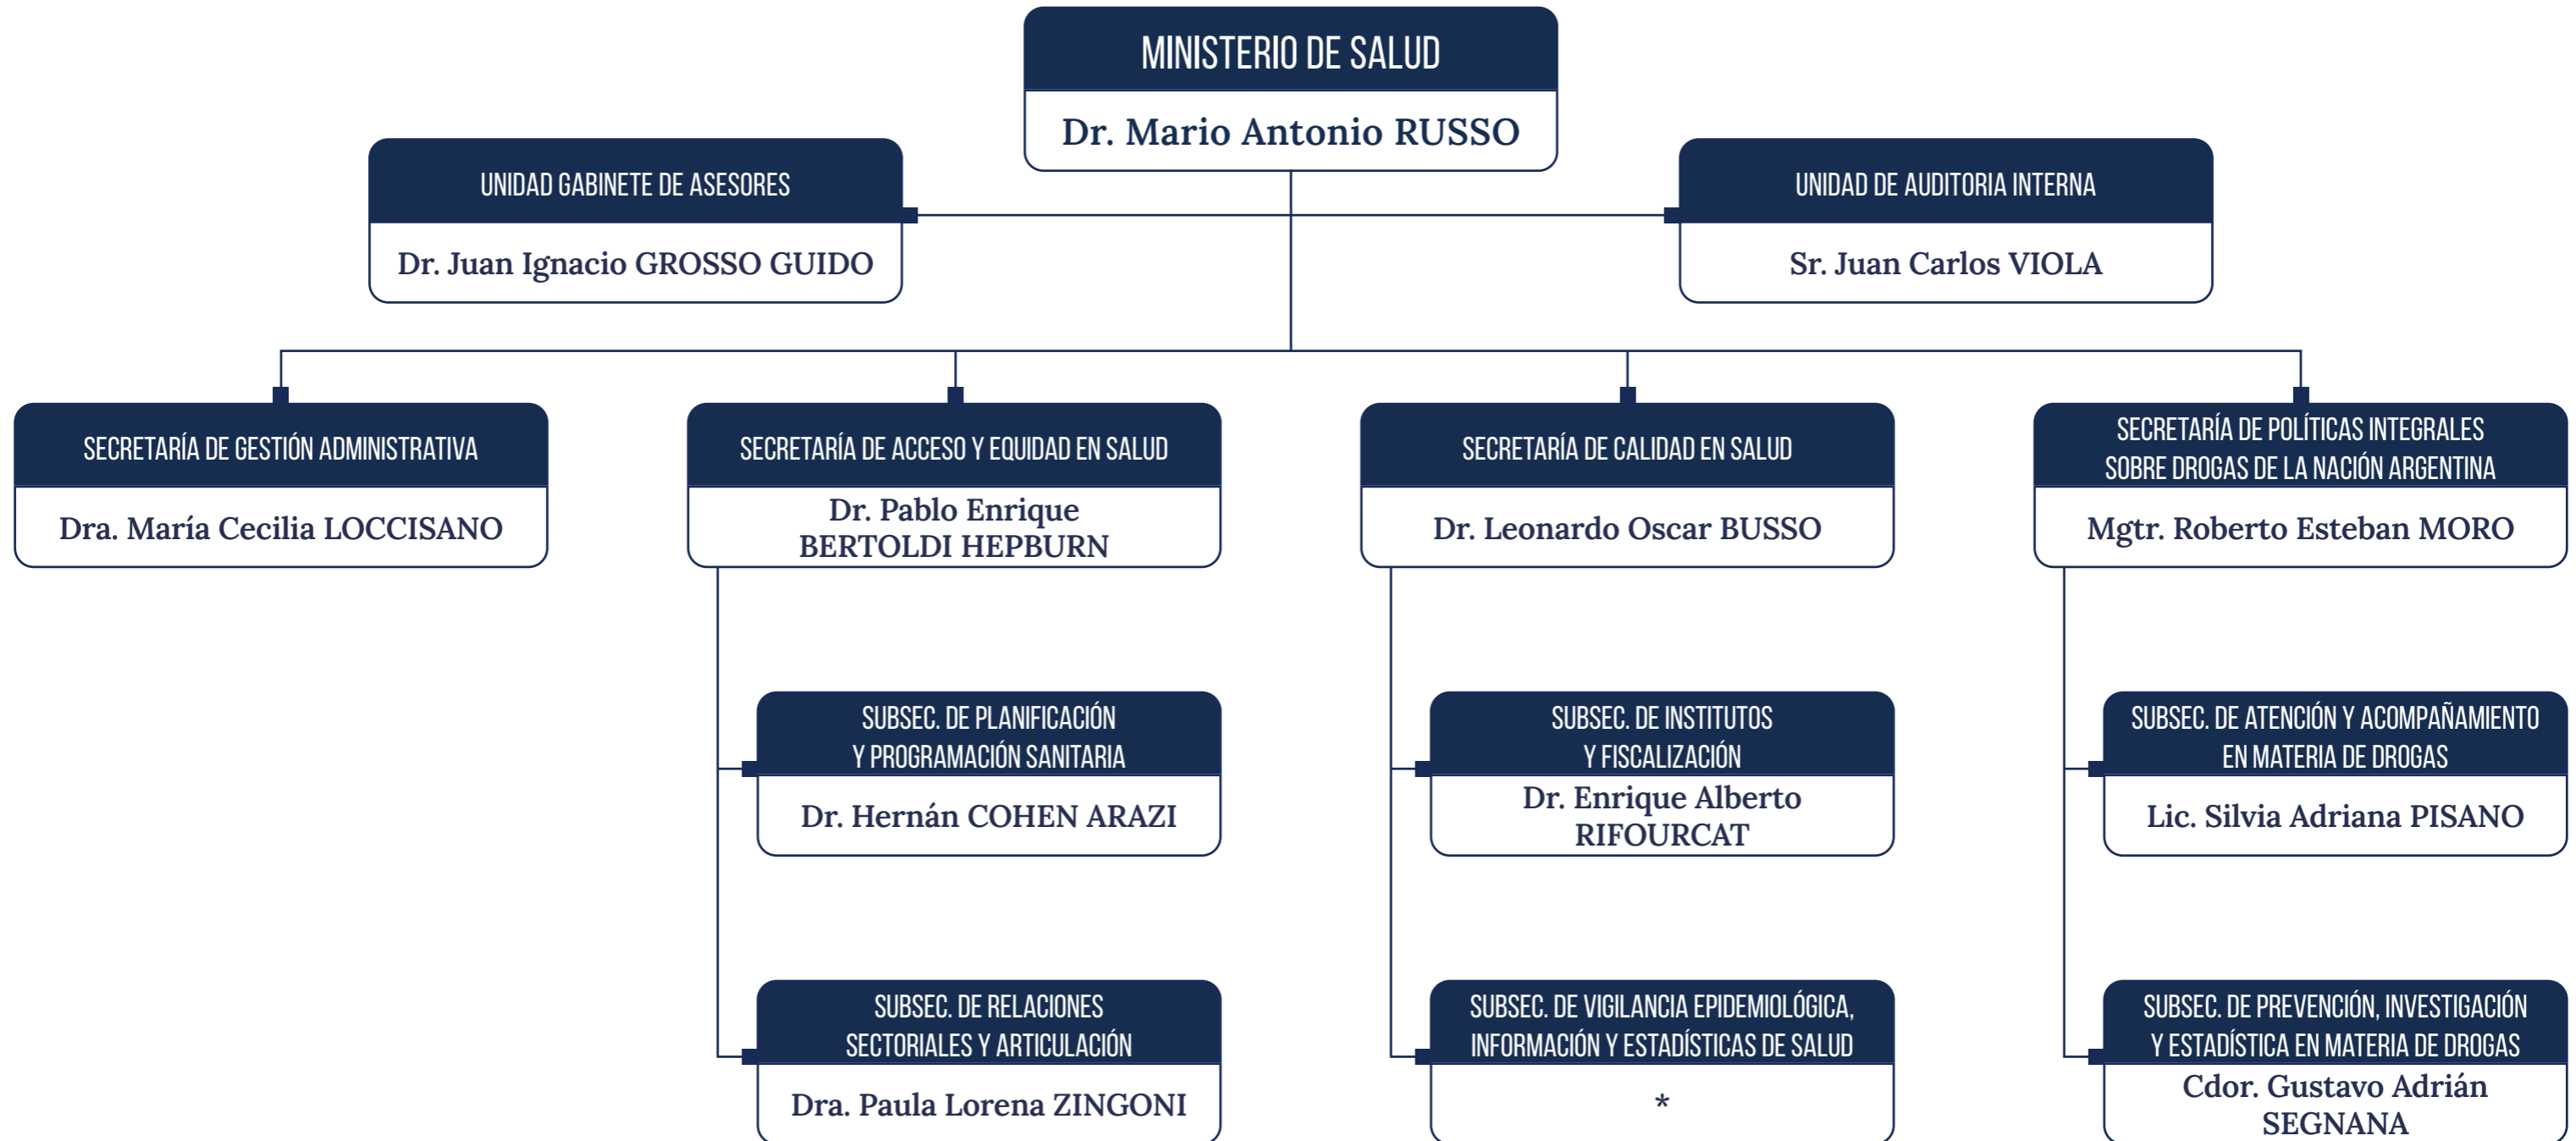 MINISTERIO DE SALUD
Dr. Mario Antonio RUSSO
UNIDAD GABINETE DE ASESORES
Dr. Juan Ignacio GROSSO GUIDO
UNIDAD DE AUDITORIA INTERNA
Sr. Juan Carlos VIOLA
SECRETARÍA DE GESTIÓN ADMINISTRATIVA
Dra. María Cecilia LOCCISANO
SECRETARÍA DE ACCESO Y EQUIDAD EN SALUD
Dr. Pablo Enrique
BERTOLDI HEPBURN
SECRETARÍA DE CALIDAD EN SALUD
Dr. Leonardo Oscar BUSSO
SECRETARÍA DE POLÍTICAS INTEGRALES
SOBRE DROGAS DE LA NACIÓN ARGENTINA
Mgtr. Roberto Esteban MORO
SUBSEC. DE PLANIFICACIÓN
Y PROGRAMACIÓN SANITARIA
Dr. Hernán COHEN ARAZI
SUBSEC. DE INSTITUTOS
Y FISCALIZACIÓN
Dr. Enrique Alberto
RIFOURCAT
SUBSEC. DE ATENCIÓN Y ACOMPAÑAMIENTO
EN MATERIA DE DROGAS
Lic. Silvia Adriana PISANO
SUBSEC. DE RELACIONES
SECTORIALES Y ARTICULACIÓN
Dra. Paula Lorena ZINGONI
SUBSEC. DE VIGILANCIA EPIDEMIOLÓGICA,
INFORMACIÓN Y ESTADÍSTICAS DE SALUD
*
SUBSEC. DE PREVENCIÓN, INVESTIGACIÓN
Y ESTADÍSTICA EN MATERIA DE DROGAS
Cdor. Gustavo Adrián
SEGNANA